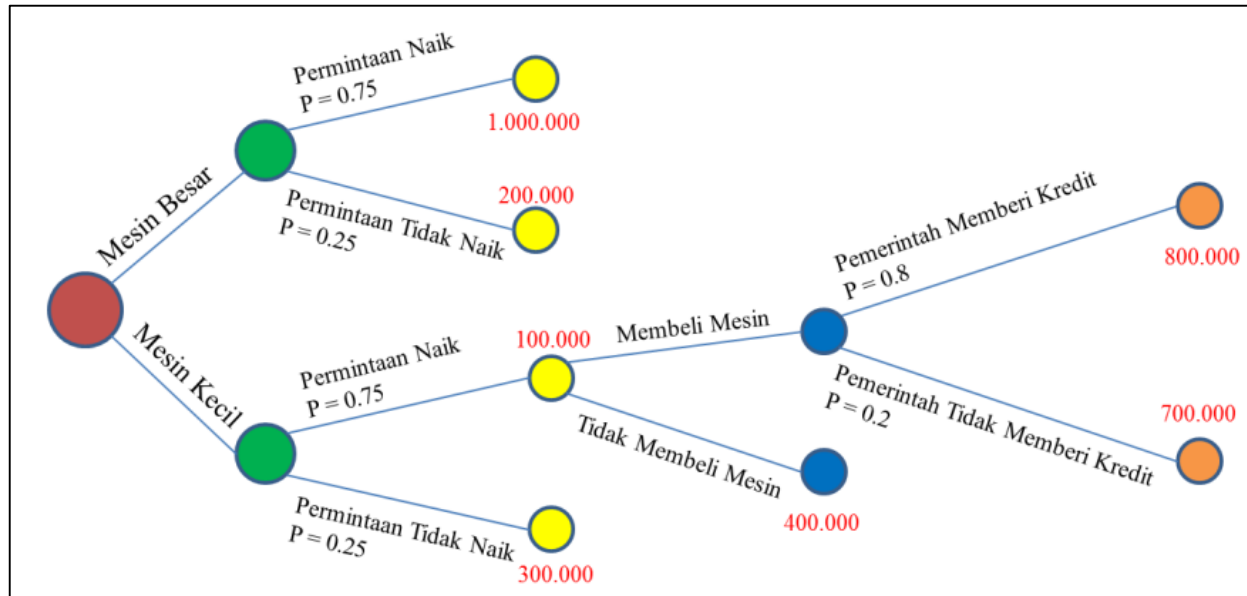 Permintaan Naik
P = 0.75
1.000.000
Mesin Besar
200.000
Permintaan Tidak Naik
P = 0.25
Mesin Kecil
Permintaan Naik
P = 0.75
100.000
Membeli Mesin
Pemerintah Memberi Kredit
P = 0.8
800.000
Pemerintah Tidak Memberi Kredit
P = 0.2
700.000
Tidak Membeli Mesin
400.000
Permintaan Tidak Naik
P = 0.25
300.000